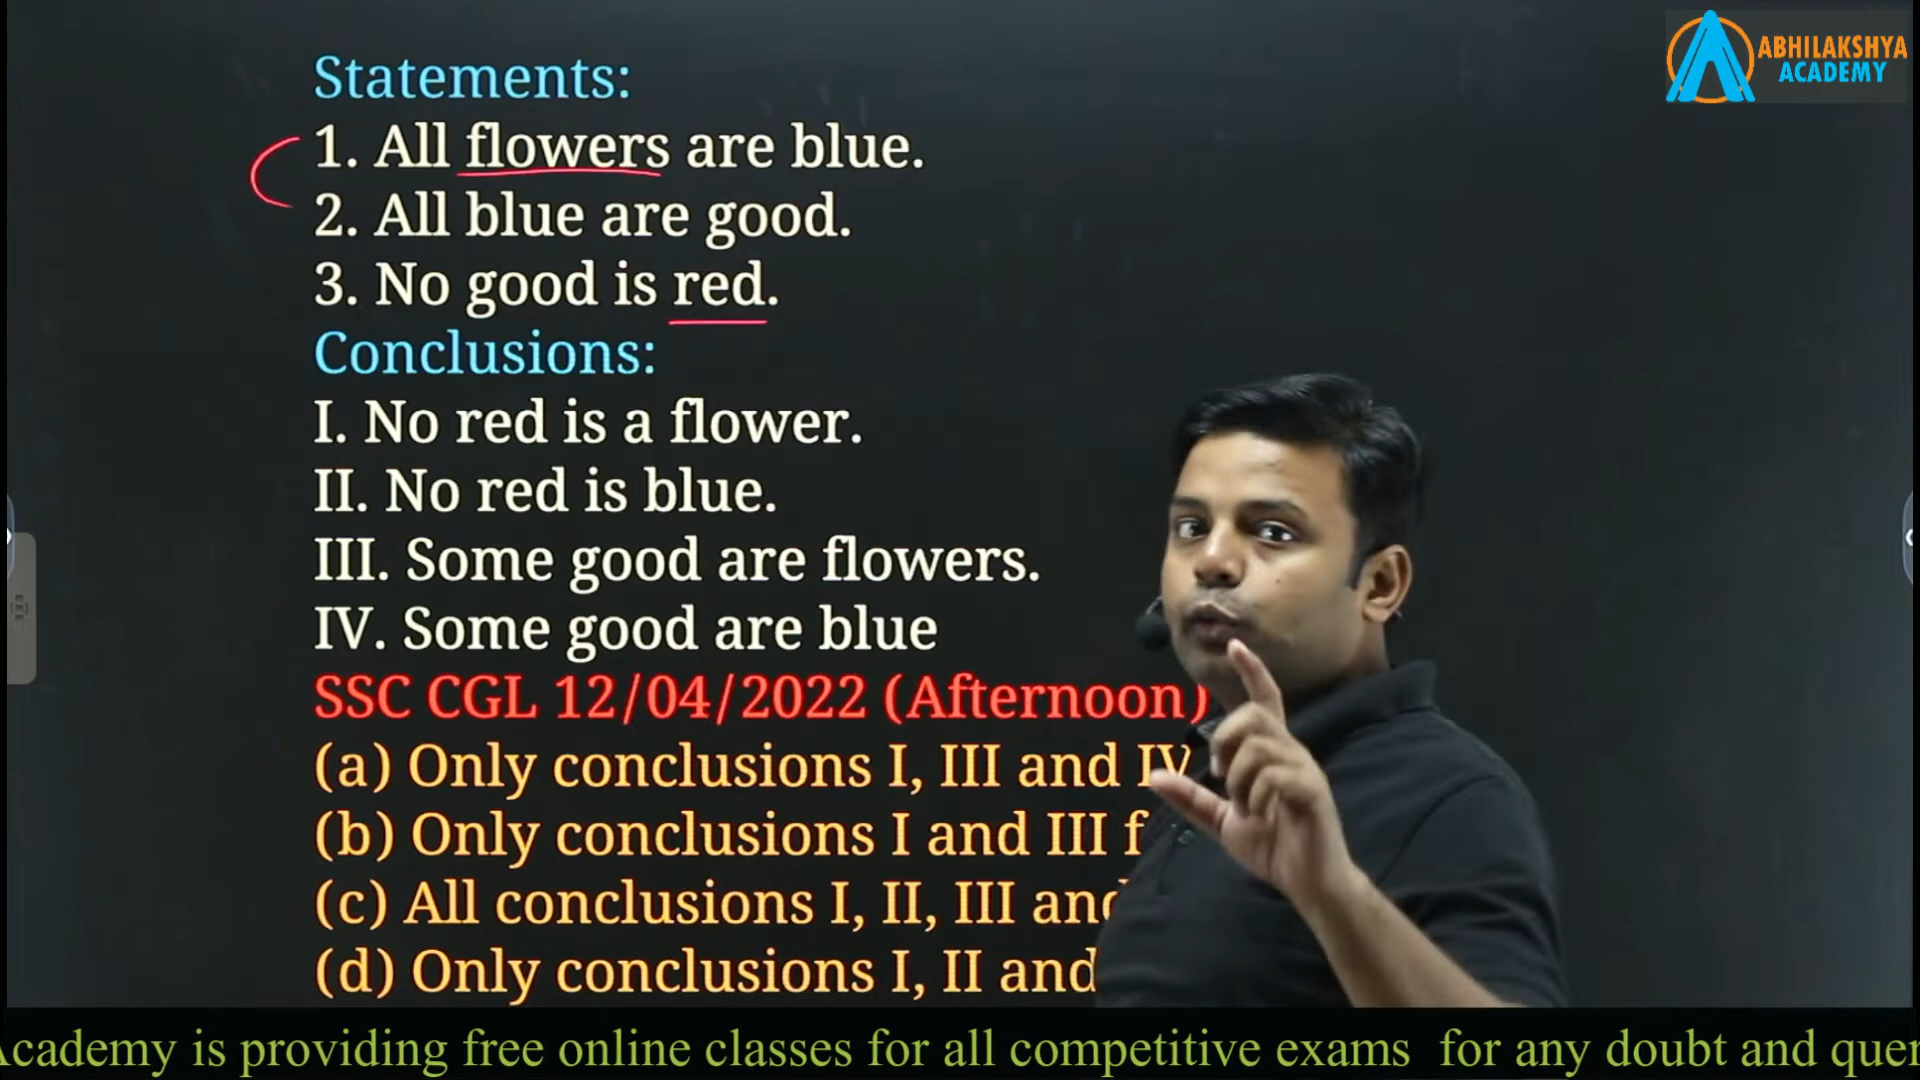 ABHILAKSHYA
ACADEMY
Statements:
1. All flowers are blue.
2. All blue are good.
3. No good is red.
Conclusions:
I. No red is a flower.
II. No red is blue.
III. Some good are flowers.
IV. Some good are blue
SSC CGL 12/04/2022 (Afternoon)
(a) Only conclusions I, III and IV
(b) Only conclusions I and III
(c) All conclusions I, II, III and
(d) Only conclusions I, II and
Academy is providing free online classes for all competitive exams for any doubt and